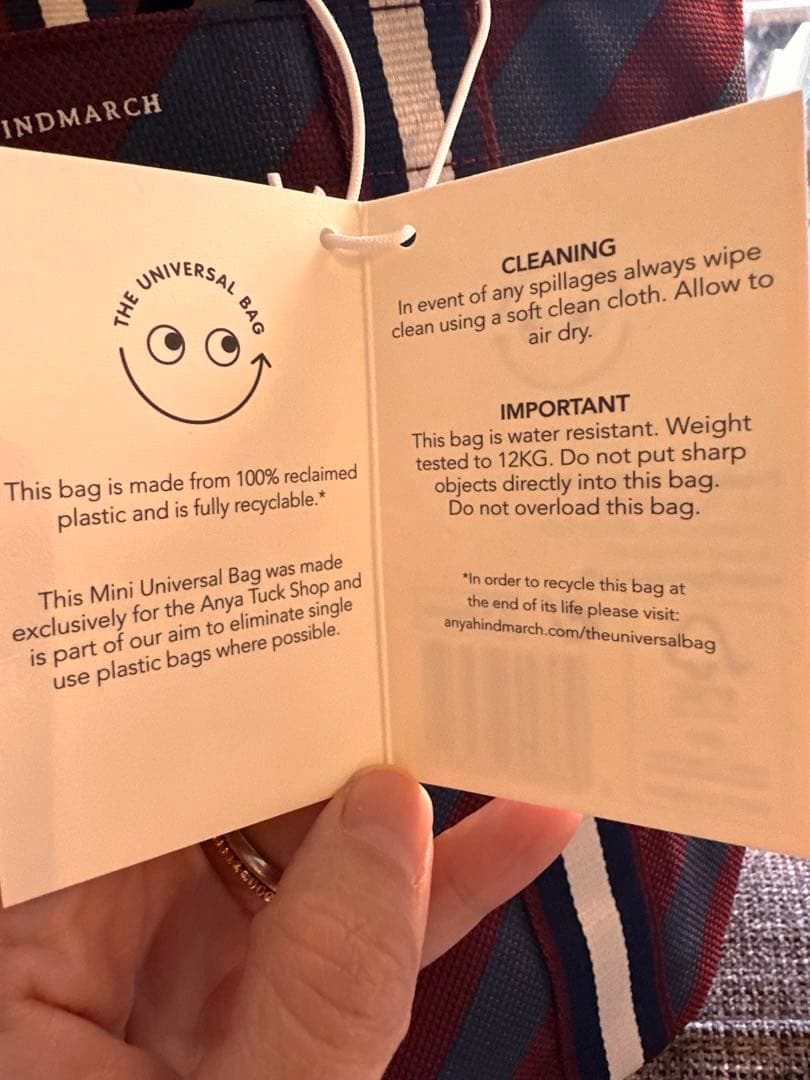 INDMARCH
THE UNIVERSAL BAG
This bag is made from 100% reclaimed
plastic and is fully recyclable.*
This Mini Universal Bag was made
exclusively for the Anya Tuck Shop and
is part of our aim to eliminate single
use plastic bags where possible.
CLEANING
In event of any spillages always wipe
clean using a soft clean cloth. Allow to
air dry.
IMPORTANT
This bag is water resistant. Weight
tested to 12KG. Do not put sharp
objects directly into this bag.
Do not overload this bag.
*In order to recycle this bag at
the end of its life please visit:
anyahindmarch.com/theuniversalbag